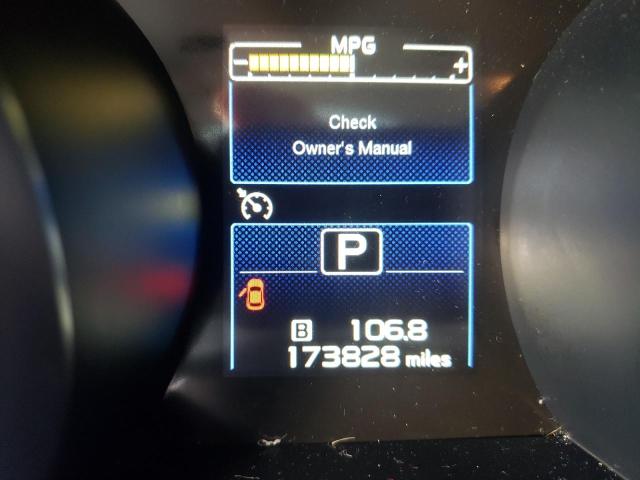 MPG
- +
Check
Owner's Manual
P
B 106.8
173828 miles